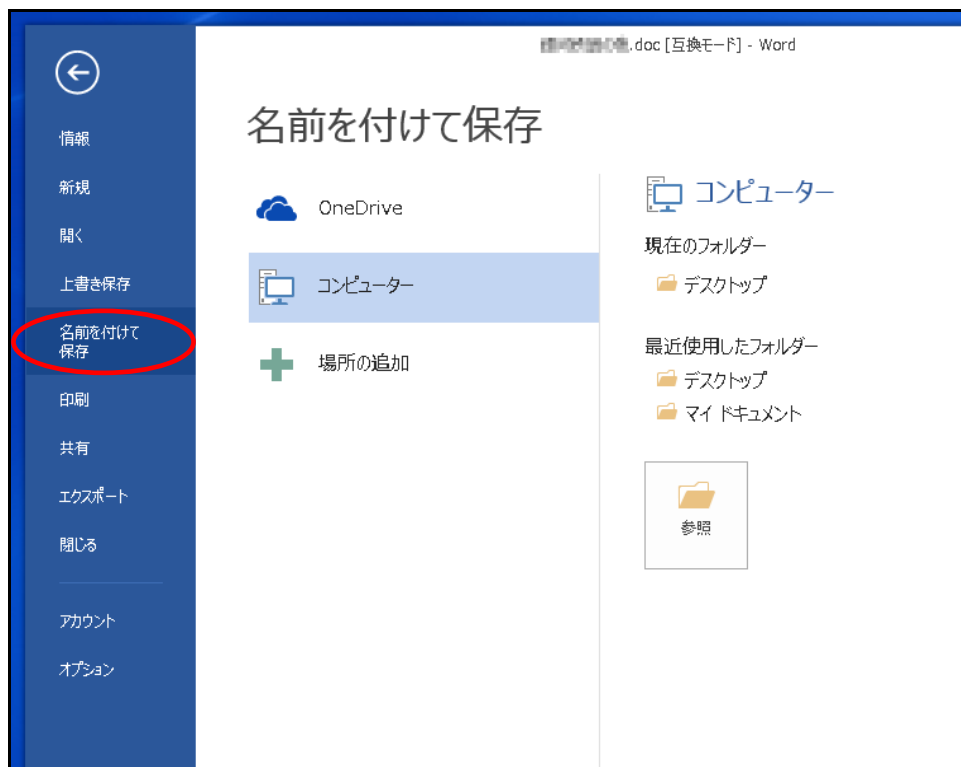 .doc [互換モード] - Word
情報
新規
開く
上書き保存
名前を付けて
保存
印刷
共有
エクスポート
閉じる
アカウント
オプション
名前を付けて保存
OneDrive
コンピューター
場所の追加
コンピューター
現在のフォルダー
デスクトップ
最近使用したフォルダー
デスクトップ
マイ ドキュメント
参照